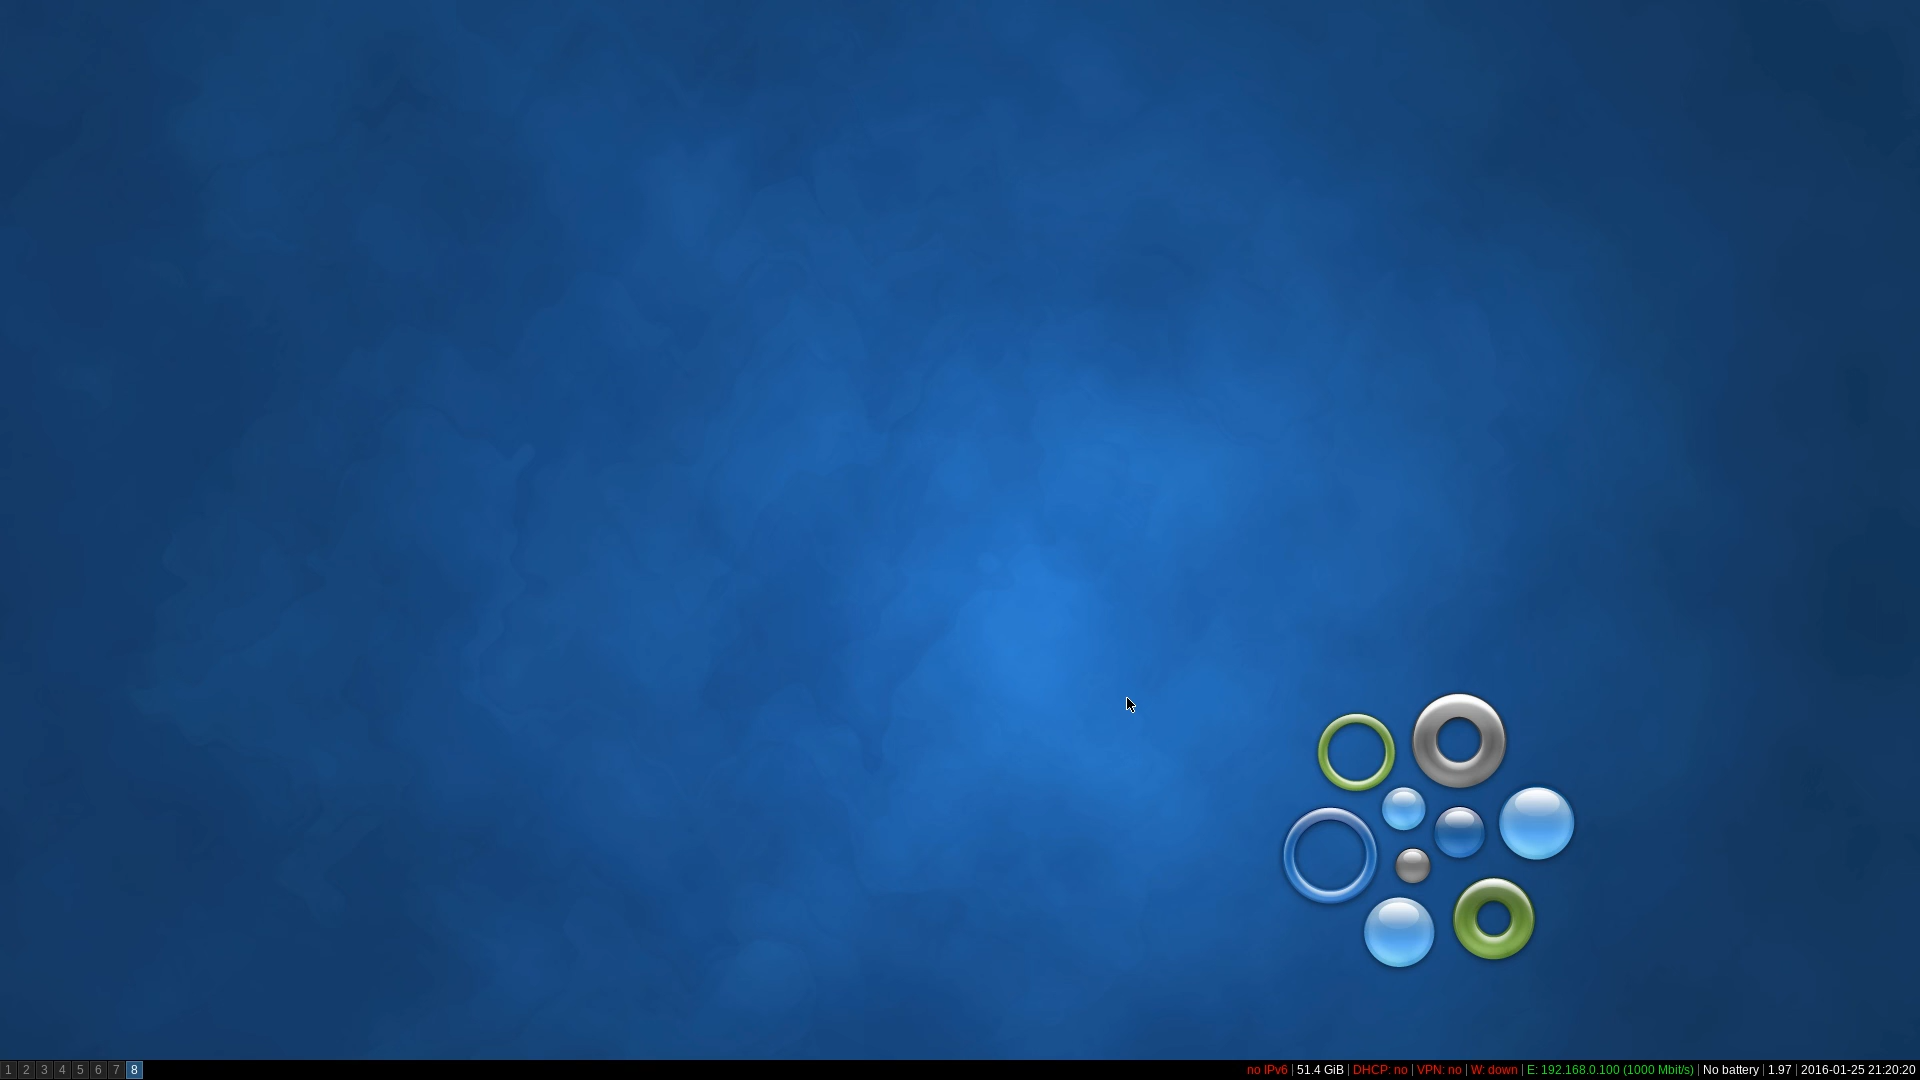 1 2 3 4 5 6 7 8 no IPv6 | 51.4 GiB | DHCP: no | VPN: no | W: down | E: 192.168.0.100 (1000 Mbit/s) | No battery | 1.97 | 2016-01-25 21:20:20